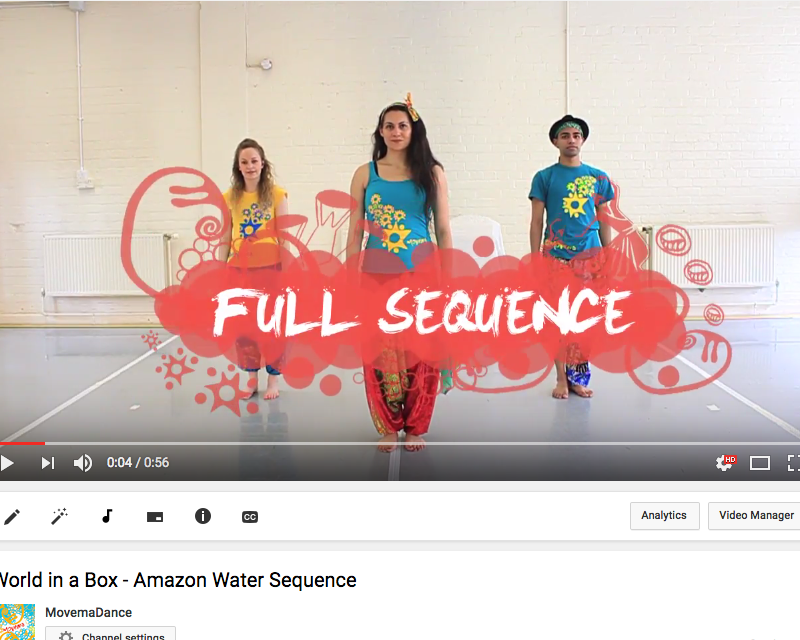 FULL SEQUENCE
0:04 / 0:56
HD
CC
Analytics
Video Manager
World in a Box - Amazon Water Sequence
MovemaDance
Channel settings